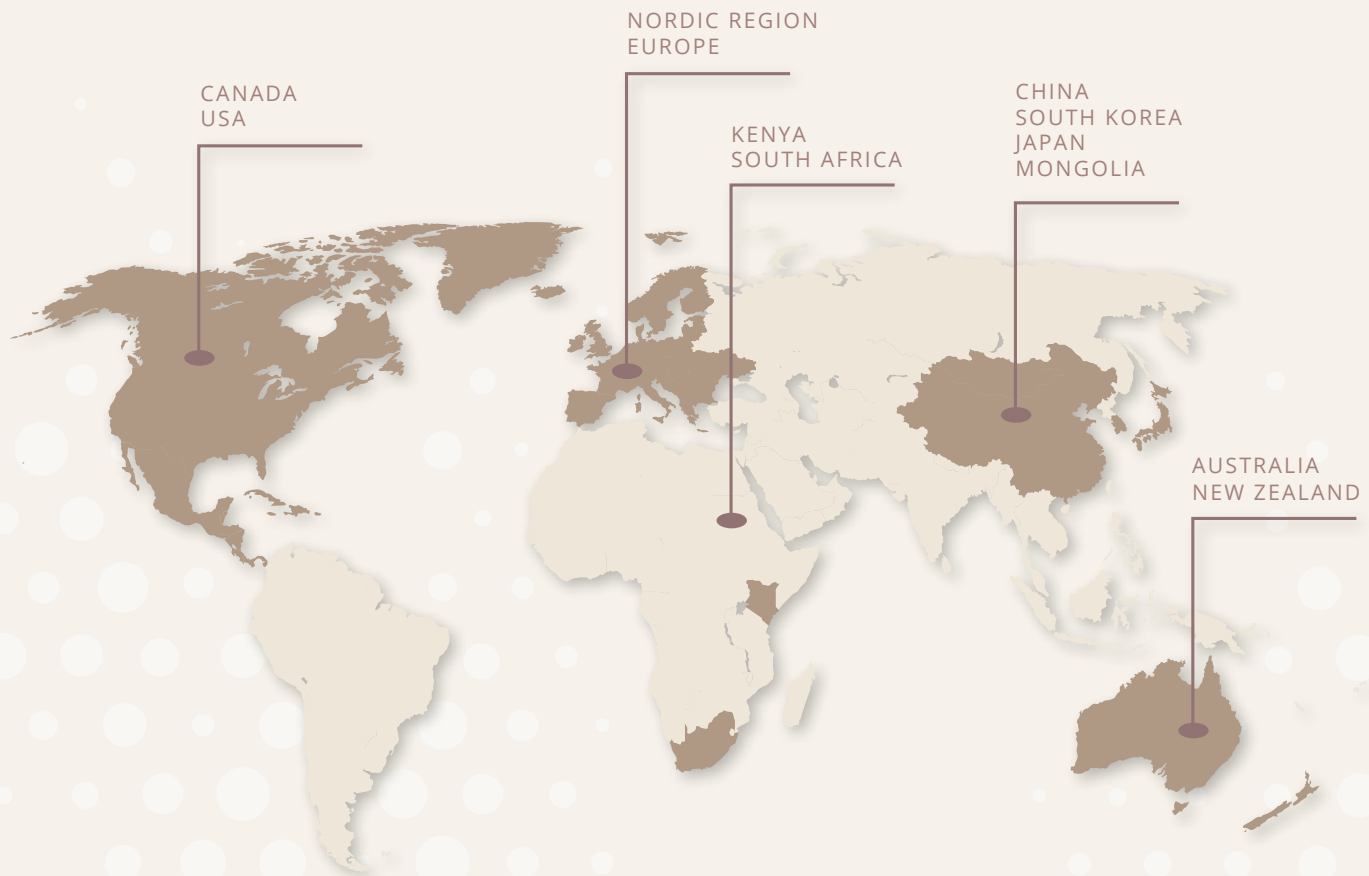 NORDIC REGION
EUROPE
CANADA
USA
CHINA
SOUTH KOREA
JAPAN
MONGOLIA
KENYA
SOUTH AFRICA
AUSTRALIA
NEW ZEALAND